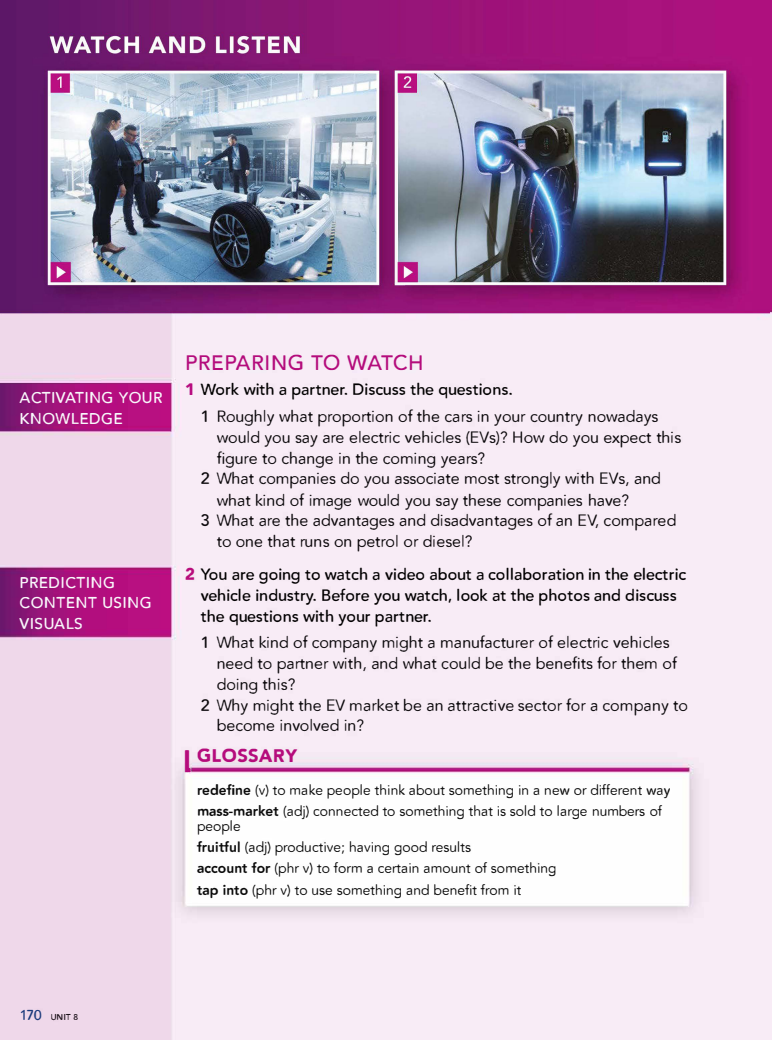 WATCH AND LISTEN
1
2
PREPARING TO WATCH
ACTIVATING YOUR
KNOWLEDGE
1 Work with a partner. Discuss the questions.
1 Roughly what proportion of the cars in your country nowadays
would you say are electric vehicles (EVs)? How do you expect this
figure to change in the coming years?
2 What companies do you associate most strongly with EVs, and
what kind of image would you say these companies have?
3 What are the advantages and disadvantages of an EV, compared
to one that runs on petrol or diesel?
PREDICTING
CONTENT USING
VISUALS
2 You are going to watch a video about a collaboration in the electric
vehicle industry. Before you watch, look at the photos and discuss
the questions with your partner.
1 What kind of company might a manufacturer of electric vehicles
need to partner with, and what could be the benefits for them of
doing this?
2 Why might the EV market be an attractive sector for a company to
become involved in?
GLOSSARY
redefine (v) to make people think about something in a new or different way
mass-market (adj) connected to something that is sold to large numbers of
people
fruitful (adj) productive; having good results
account for (phr v) to form a certain amount of something
tap into (phr v) to use something and benefit from it
170 UNIT 8